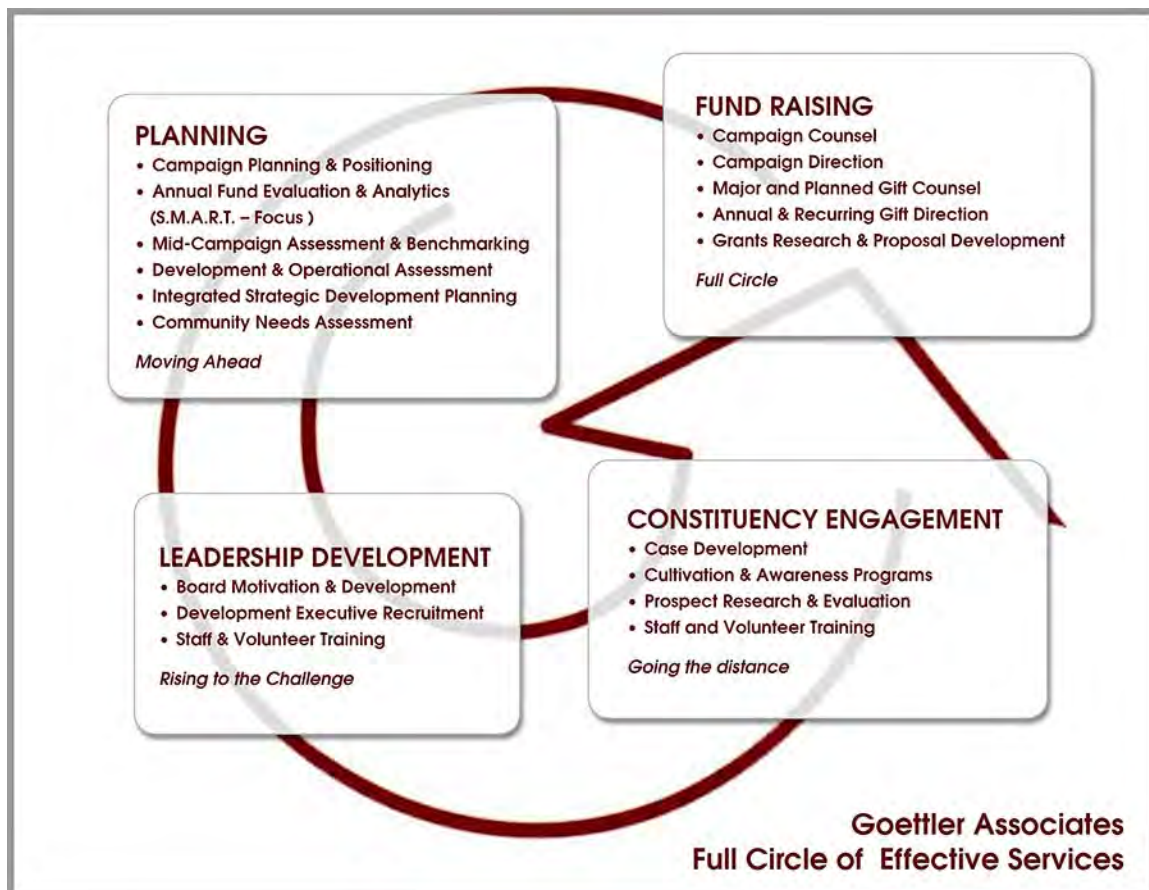 PLANNING
• Campaign Planning & Positioning
• Annual Fund Evaluation & Analytics
(S.M.A.R.T. – Focus )
• Mid-Campaign Assessment & Benchmarking
• Development & Operational Assessment
• Integrated Strategic Development Planning
• Community Needs Assessment
Moving Ahead
FUND RAISING
• Campaign Counsel
• Campaign Direction
• Major and Planned Gift Counsel
• Annual & Recurring Gift Direction
• Grants Research & Proposal Development
Full Circle
LEADERSHIP DEVELOPMENT
• Board Motivation & Development
• Development Executive Recruitment
• Staff & Volunteer Training
Rising to the Challenge
CONSTITUENCY ENGAGEMENT
• Case Development
• Cultivation & Awareness Programs
• Prospect Research & Evaluation
• Staff and Volunteer Training
Going the distance
Goettler Associates
Full Circle of Effective Services